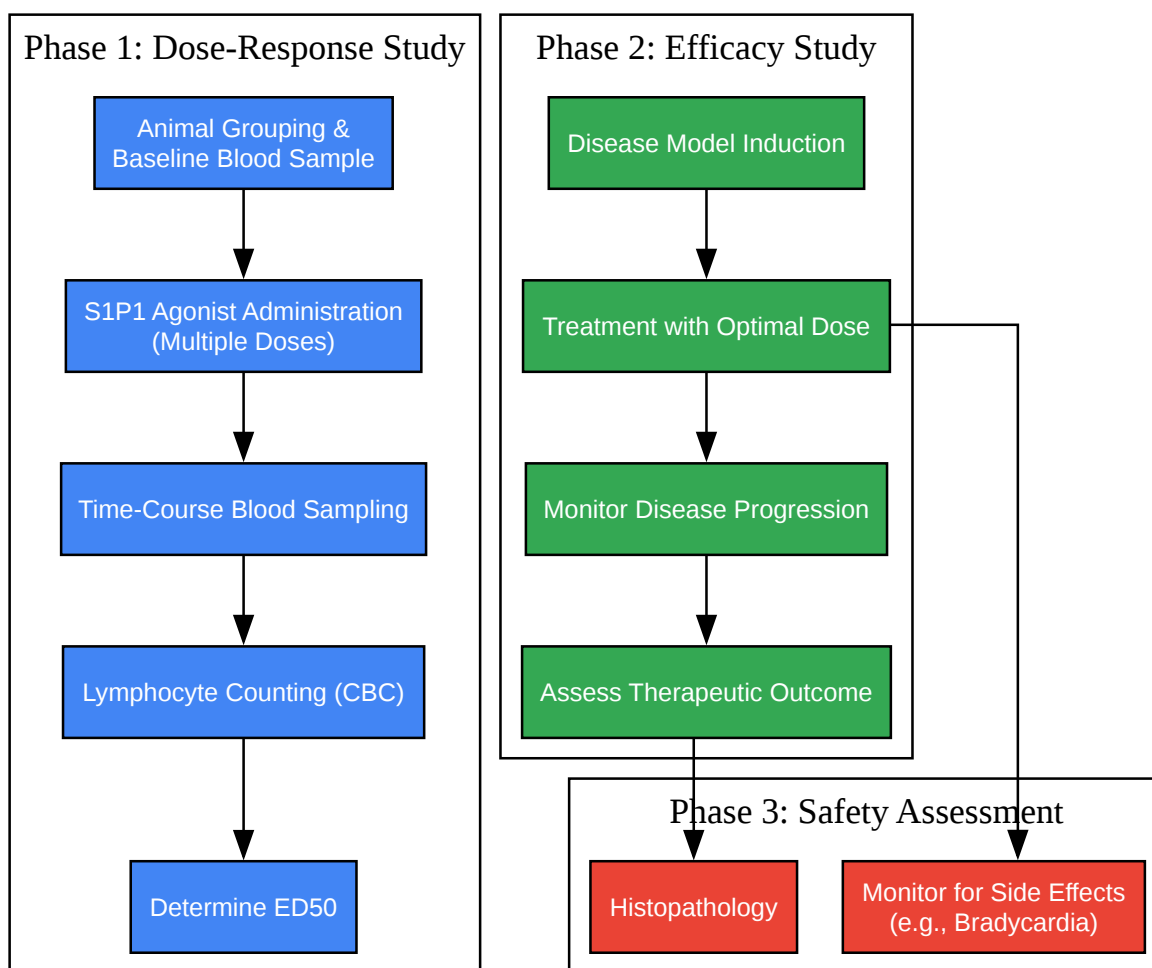 Phase 1: Dose-Response Study
Animal Grouping &
Baseline Blood Sample
S1P1 Agonist Administration
(Multiple Doses)
Time-Course Blood Sampling
Lymphocyte Counting (CBC)
Determine ED50
Phase 2: Efficacy Study
Disease Model Induction
Treatment with Optimal Dose
Monitor Disease Progression
Assess Therapeutic Outcome
Phase 3: Safety Assessment
Histopathology
Monitor for Side Effects
(e.g., Bradycardia)